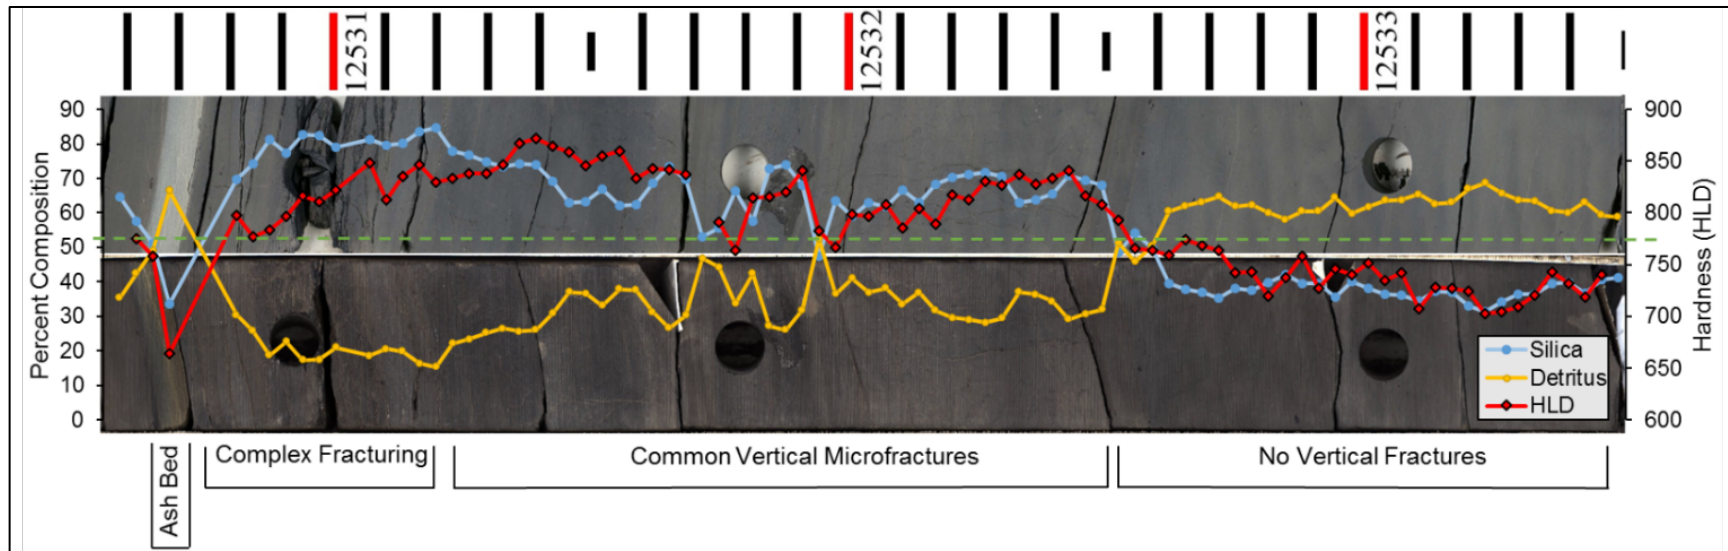 12531
12532
12533
90
80
70
60
50
40
30
20
10
0
Percent Composition
900
850
800
750
700
650
600
Hardness (HLD)
Silica
Detritus
HLD
Ash Bed
Complex Fracturing
Common Vertical Microfractures
No Vertical Fractures